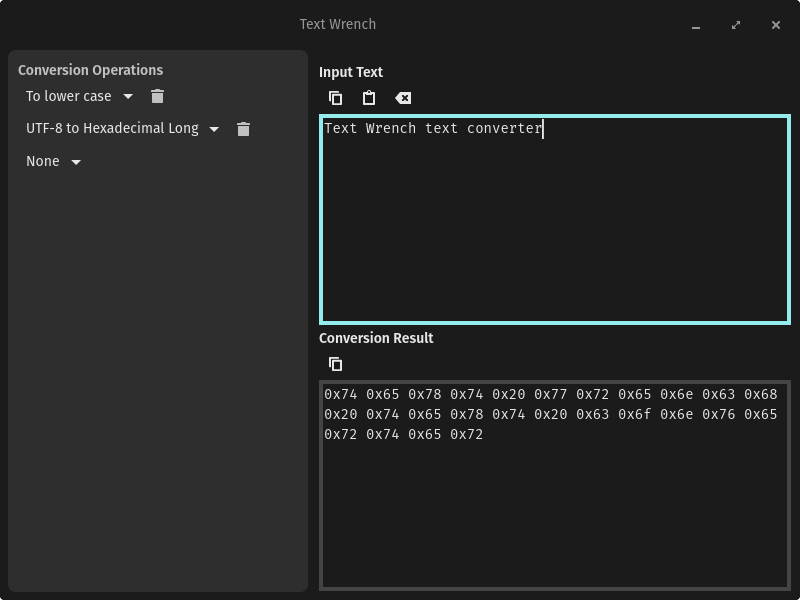 Text Wrench
Conversion Operations
To lower case
UTF-8 to Hexadecimal Long
None
Input Text
Text Wrench text converter
Conversion Result
0x74 0x65 0x78 0x74 0x20 0x77 0x72 0x65 0x6e 0x63 0x68
0x20 0x74 0x65 0x78 0x74 0x20 0x63 0x6f 0x6e 0x76 0x65
0x72 0x74 0x65 0x72